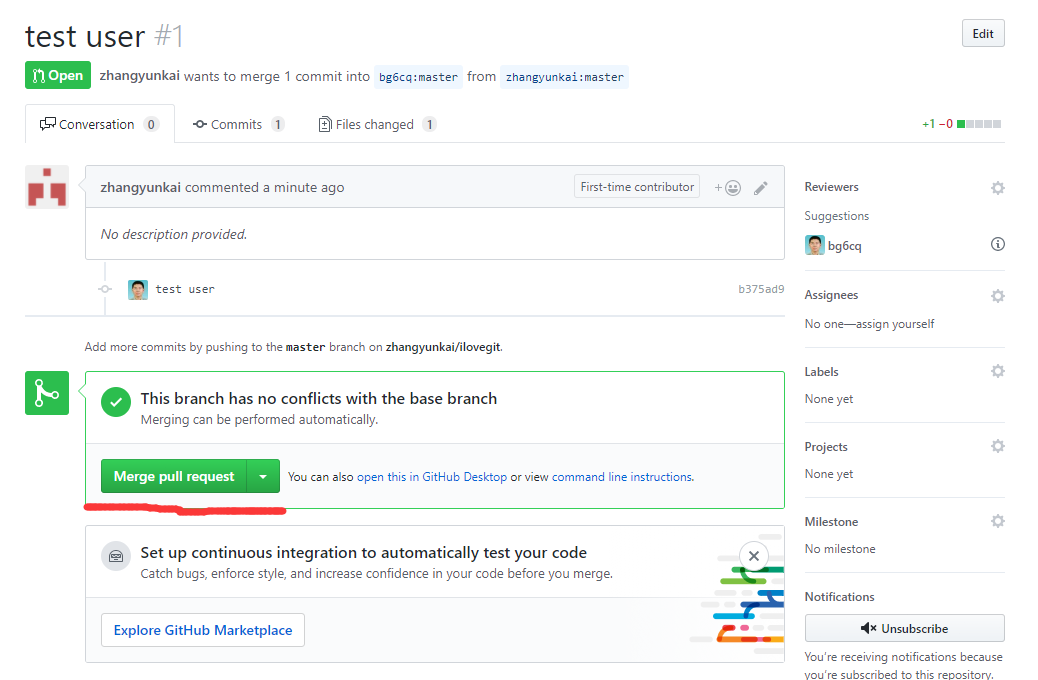 test user #1
Edit
Open zhangyunkai wants to merge 1 commit into bg6cq:master from zhangyunkai:master
Conversation 0 Commits 1 Files changed 1 +1 −0
zhangyunkai commented a minute ago First-time contributor +
No description provided.
test user b375ad9
Add more commits by pushing to the master branch on zhangyunkai/ilovegit.
This branch has no conflicts with the base branch
Merging can be performed automatically.
Merge pull request You can also open this in GitHub Desktop or view command line instructions.
Set up continuous integration to automatically test your code
Catch bugs, enforce style, and increase confidence in your code before you merge.
Explore GitHub Marketplace
Reviewers
Suggestions
bg6cq
Assignees
No one—assign yourself
Labels
None yet
Projects
None yet
Milestone
No milestone
Notifications
Unsubscribe
You're receiving notifications because
you're subscribed to this repository.